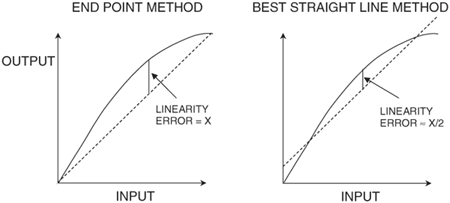 END POINT METHOD
OUTPUT
LINEARITY
ERROR = X
INPUT
BEST STRAIGHT LINE METHOD
LINEARITY
ERROR ≈ X/2
INPUT